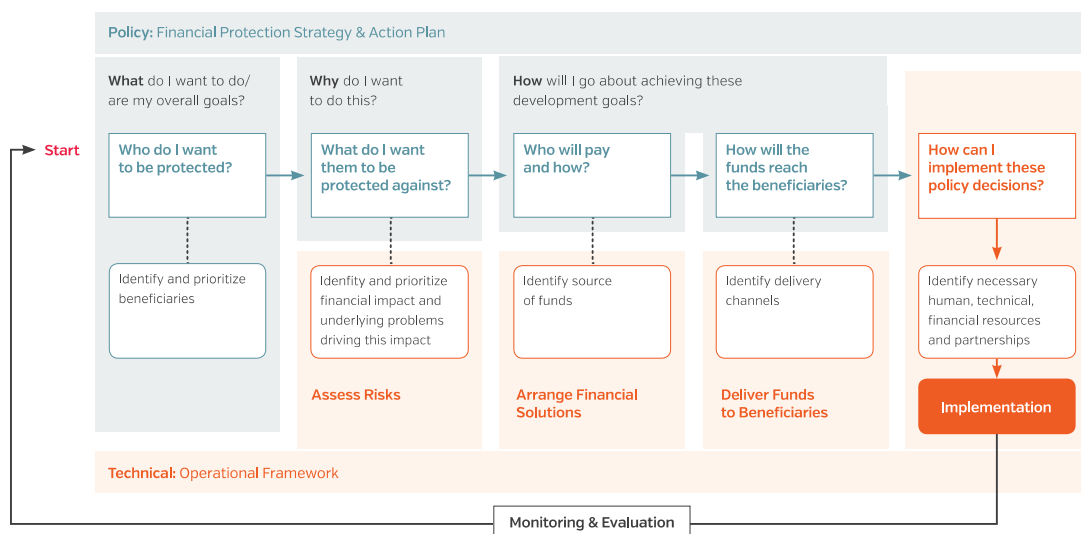 Policy: Financial Protection Strategy & Action Plan
What do I want to do/
are my overall goals?
Why do I want
to do this?
How will I go about achieving these
development goals?
Start
Who do I want
to be protected?
What do I want
them to be
protected against?
Who will pay
and how?
How will the
funds reach
the beneficiaries?
How can I
implement these
policy decisions?
Identify and prioritize
beneficiaries
Idenfity and prioritize
financial impact and
underlying problems
driving this impact
Identify source
of funds
Identify delivery
channels
Identify necessary
human, technical,
financial resources
and partnerships
Assess Risks
Arrange Financial
Solutions
Deliver Funds
to Beneficiaries
Implementation
Technical: Operational Framework
Monitoring & Evaluation